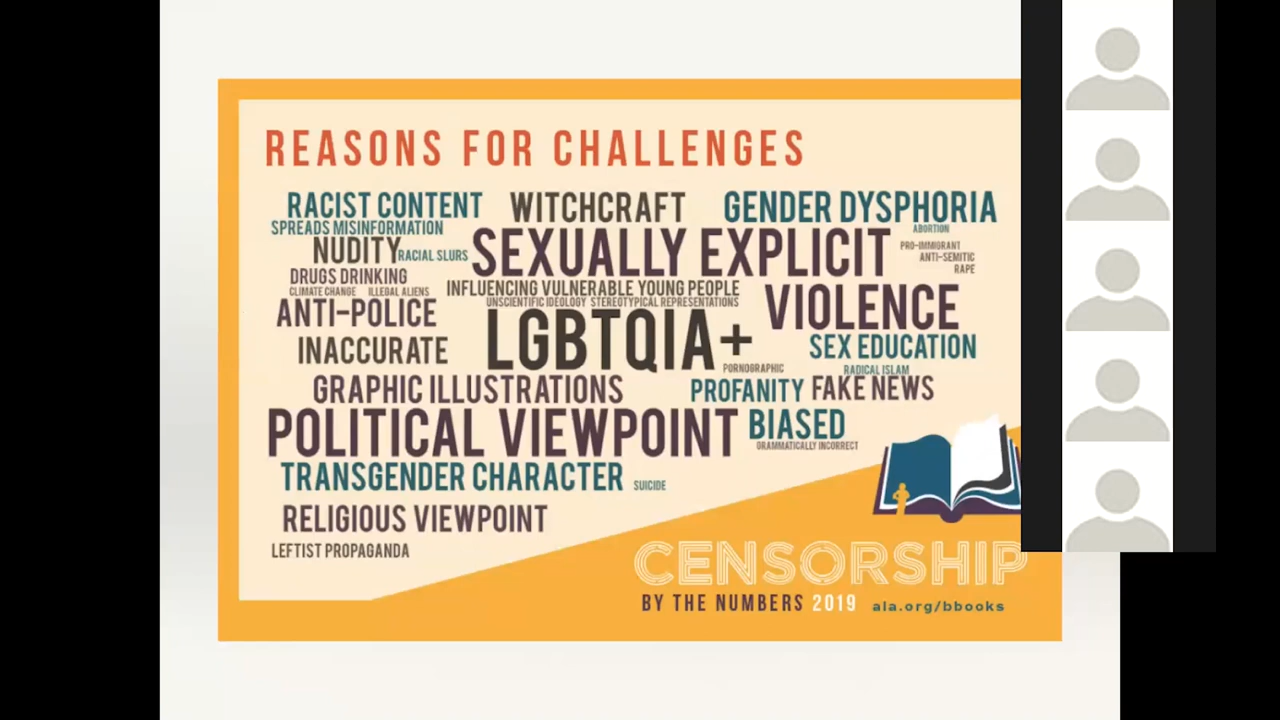 REASONS FOR CHALLENGES
RACIST CONTENT WITCHCRAFT GENDER DYSPHORIA
SPREADS MISINFORMATION ABORTION
NUDITY RACIAL SLURS SEXUALLY EXPLICIT PRO-IMMIGRANT
ANTI-SEMITIC
DRUGS DRINKING RAPE
CLIMATE CHANGE ILLEGAL ALIENS INFLUENCING VULNERABLE YOUNG PEOPLE
UNSCIENTIFIC IDEOLOGY STEREOTYPICAL REPRESENTATIONS
ANTI-POLICE LGBTQIA+ VIOLENCE
INACCURATE SEX EDUCATION
PORNOGRAPHIC RADICAL ISLAM
GRAPHIC ILLUSTRATIONS PROFANITY FAKE NEWS
POLITICAL VIEWPOINT BIASED
GRAMMATICALLY INCORRECT
TRANSGENDER CHARACTER SUICIDE
RELIGIOUS VIEWPOINT
LEFTIST PROPAGANDA
CENSORSHIP
BY THE NUMBERS 2019 ala.org/bbooks